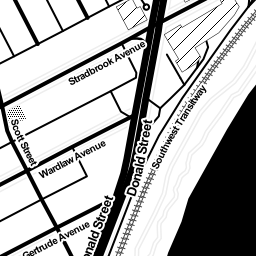 Stradbrook Avenue
Scott Street
Wardlaw Avenue
Donald Street
Southwest Transitway
Gertrude Avenue
onald Street